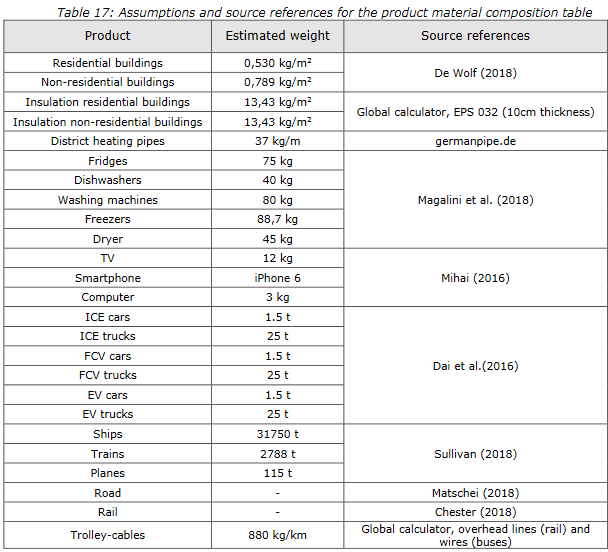 Table 17: Assumptions and source references for the product material composition table
Product Estimated weight Source references
Residential buildings 0,530 kg/m² De Wolf (2018)
Non-residential buildings 0,789 kg/m²
Insulation residential buildings 13,43 kg/m² Global calculator, EPS 032 (10cm thickness)
Insulation non-residential buildings 13,43 kg/m²
District heating pipes 37 kg/m germanpipe.de
Fridges 75 kg Magalini et al. (2018)
Dishwashers 40 kg
Washing machines 80 kg
Freezers 88,7 kg
Dryer 45 kg
TV 12 kg Mihai (2016)
Smartphone iPhone 6
Computer 3 kg
ICE cars 1.5 t Dai et al.(2016)
ICE trucks 25 t
FCV cars 1.5 t
FCV trucks 25 t
EV cars 1.5 t
EV trucks 25 t
Ships 31750 t Sullivan (2018)
Trains 2788 t
Planes 115 t
Road - Matschei (2018)
Rail - Chester (2018)
Trolley-cables 880 kg/km Global calculator, overhead lines (rail) and
wires (buses)